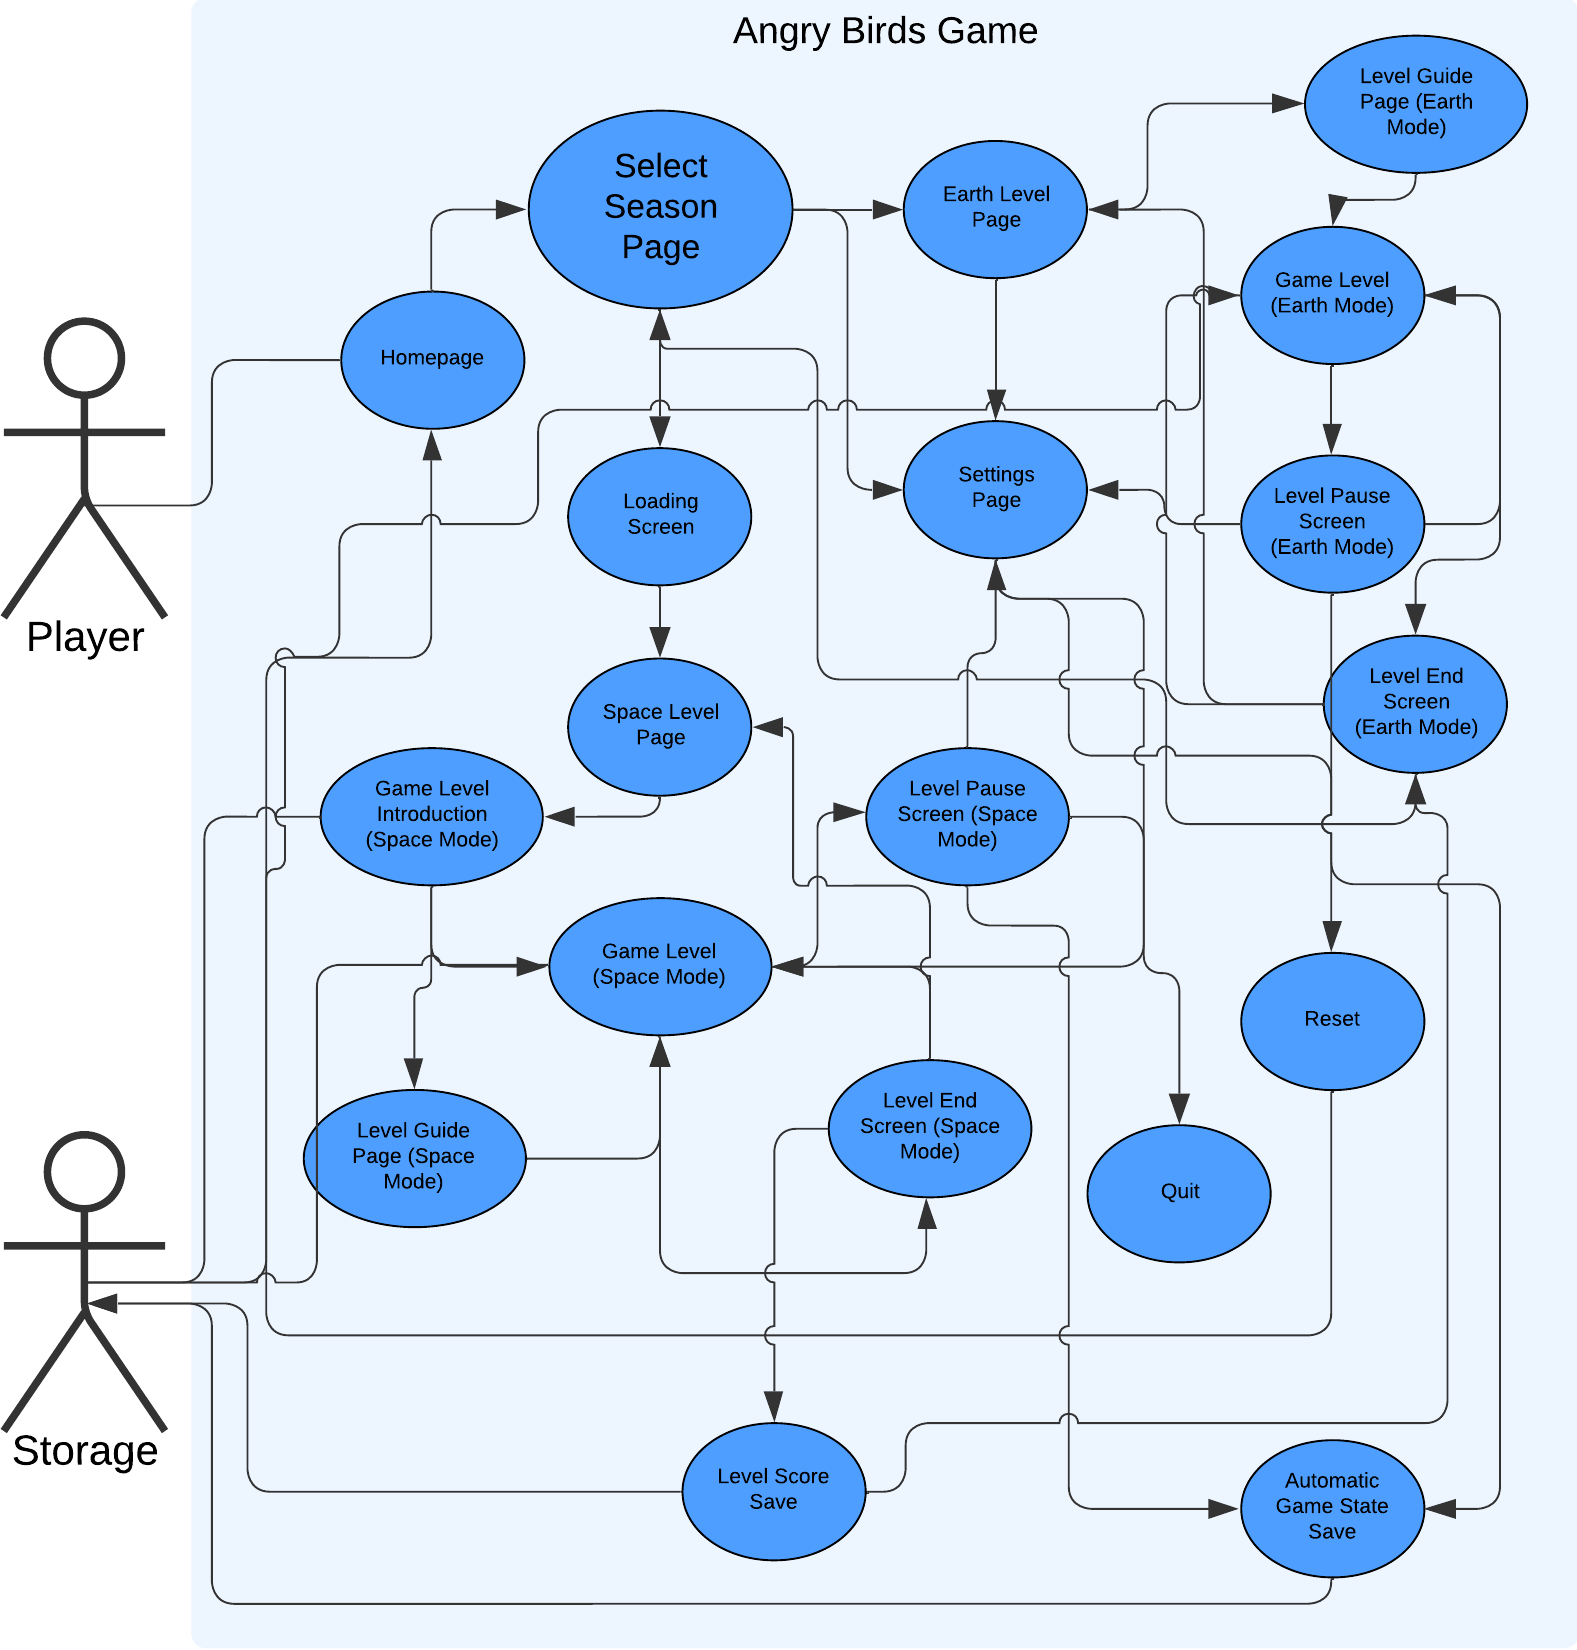 Angry Birds Game
Level Guide
Page (Earth
Mode)
Select
Season
Page
Earth Level
Page
Game Level
(Earth Mode)
Homepage
Player
Loading
Screen
Settings
Page
Level Pause
Screen
(Earth Mode)
Space Level
Page
Level End
Screen
(Earth Mode)
Game Level
Introduction
(Space Mode)
Level Pause
Screen (Space
Mode)
Game Level
(Space Mode)
Reset
Level Guide
Page (Space
Mode)
Level End
Screen (Space
Mode)
Quit
Storage
Level Score
Save
Automatic
Game State
Save